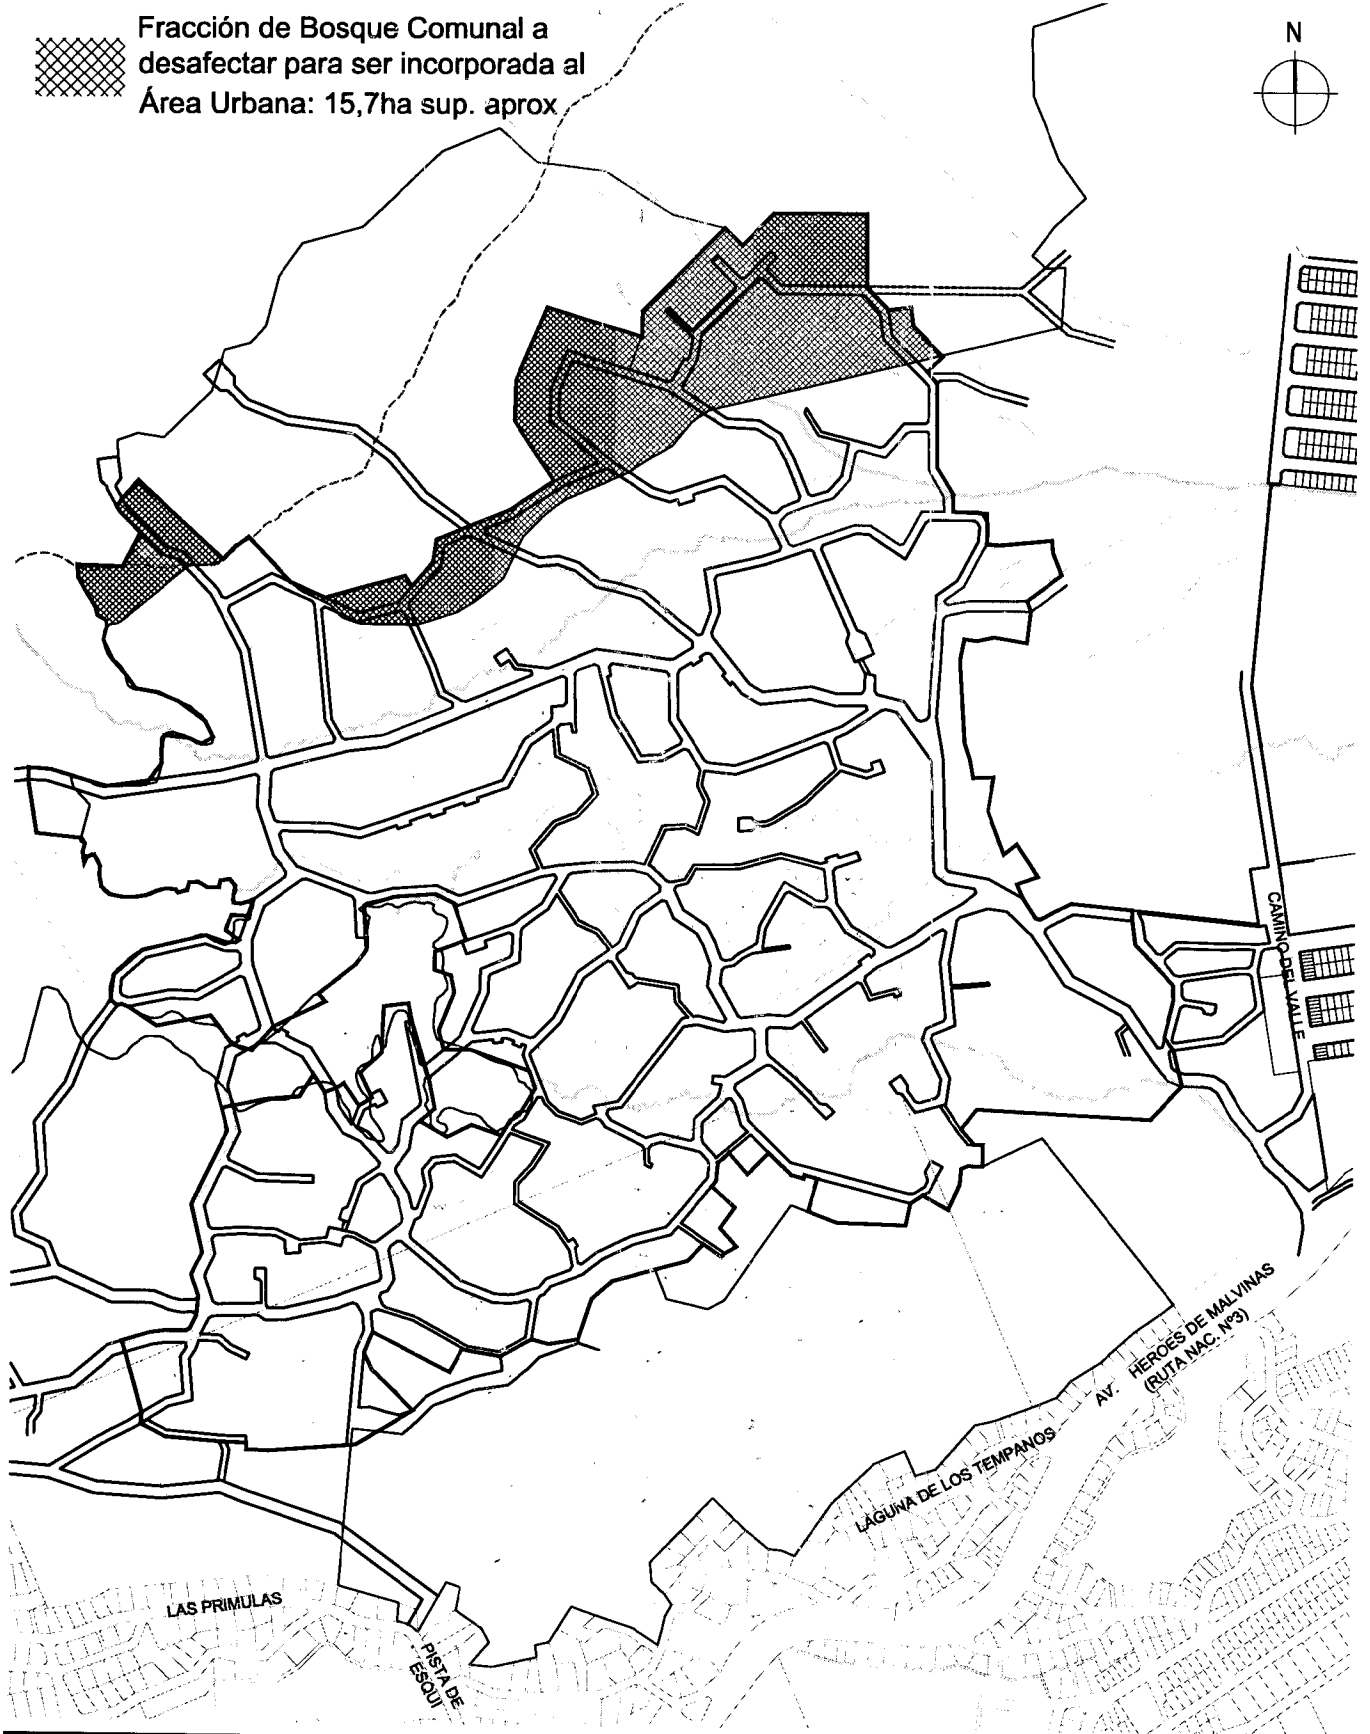 Fracción de Bosque Comunal a
desafectar para ser incorporada al
Área Urbana: 15,7ha sup. aprox
N
CAMINO DEL VALLE
AV. HEROES DE MALVINAS
(RUTA NAC. Nº3)
LAGUNA DE LOS TEMPANOS
LAS PRIMULAS
PISTA DE
ESQUI